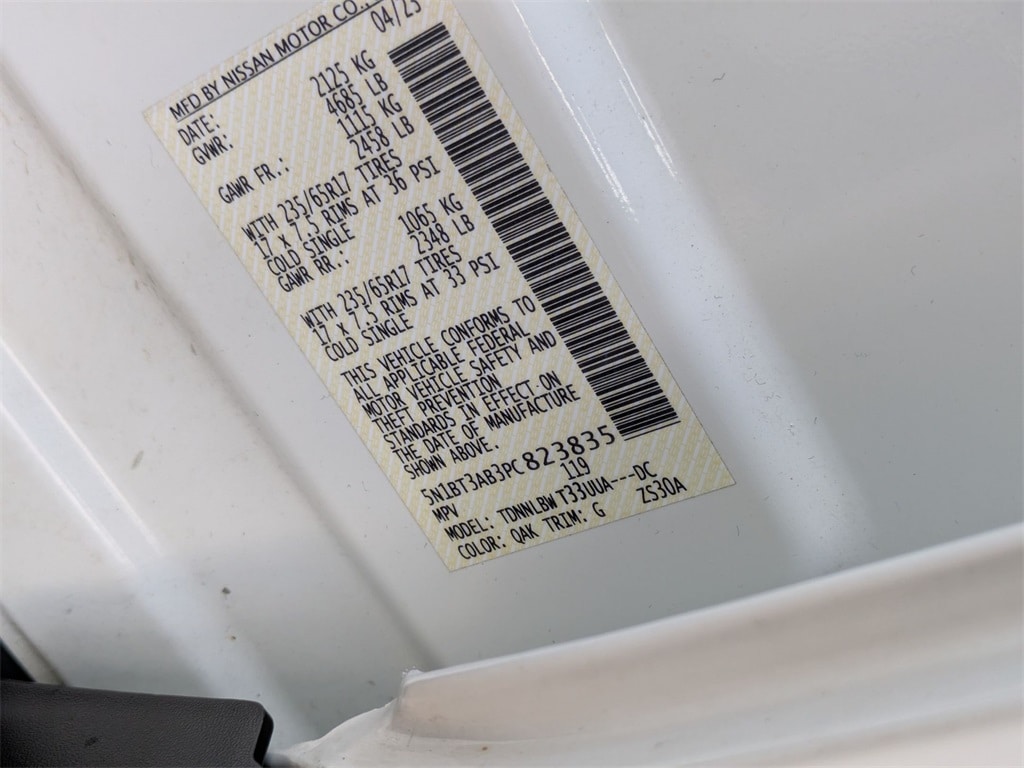 MFD BY NISSAN MOTOR CO.,
DATE: 04/23
GVWR: 2125 KG
4685 LB
GAWR FR.: 1115 KG
2458 LB
WITH 235/65R17 TIRES
17 X 7.5 RIMS AT 36 PSI
COLD SINGLE
GAWR RR.: 1065 KG
2348 LB
WITH 235/65R17 TIRES
17 X 7.5 RIMS AT 33 PSI
COLD SINGLE
THIS VEHICLE CONFORMS TO
ALL APPLICABLE FEDERAL
MOTOR VEHICLE SAFETY AND
THEFT PREVENTION
STANDARDS IN EFFECT ON
THE DATE OF MANUFACTURE
SHOWN ABOVE.
5N1BT3AB3PC823835
MPV 119
MODEL: TDNNLBW T33UUA----DC
COLOR: QAK TRIM: G ZS30A